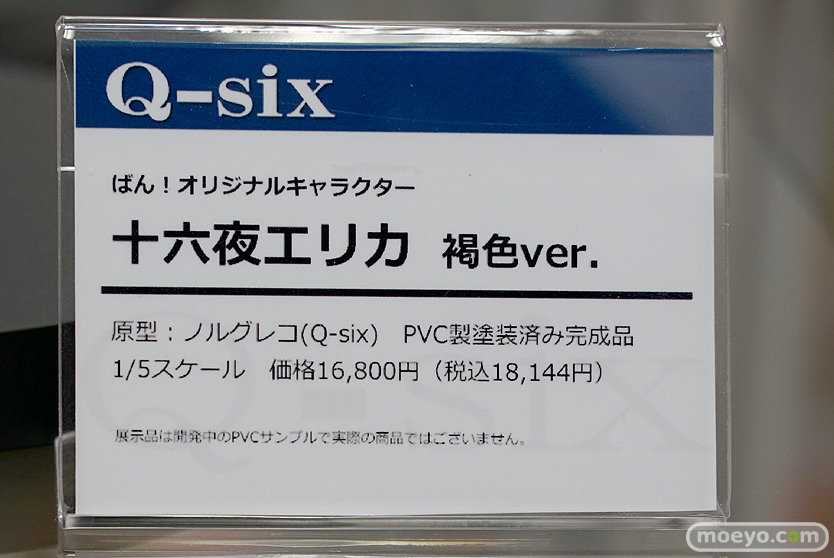 Q-six
ばん！オリジナルキャラクター
十六夜エリカ 褐色ver.
原型：ノルグレコ(Q-six) PVC製塗装済み完成品
1/5スケール 価格16,800円（税込18,144円）
展示品は開発中のPVCサンプルで実際の商品ではございません。
moeyo.com